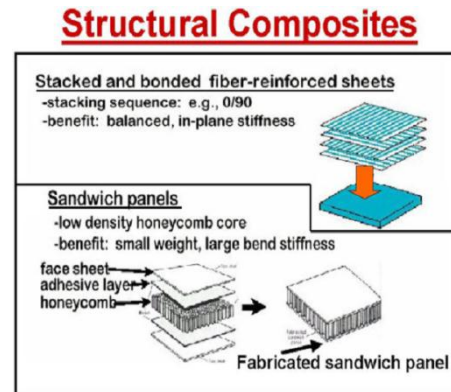 Structural Composites
Stacked and bonded fiber-reinforced sheets
-stacking sequence: e.g., 0/90
-benefit: balanced, in-plane stiffness
Sandwich panels
-low density honeycomb core
-benefit: small weight, large bend stiffness
face sheet
adhesive layer
honeycomb
Fabricated sandwich panel